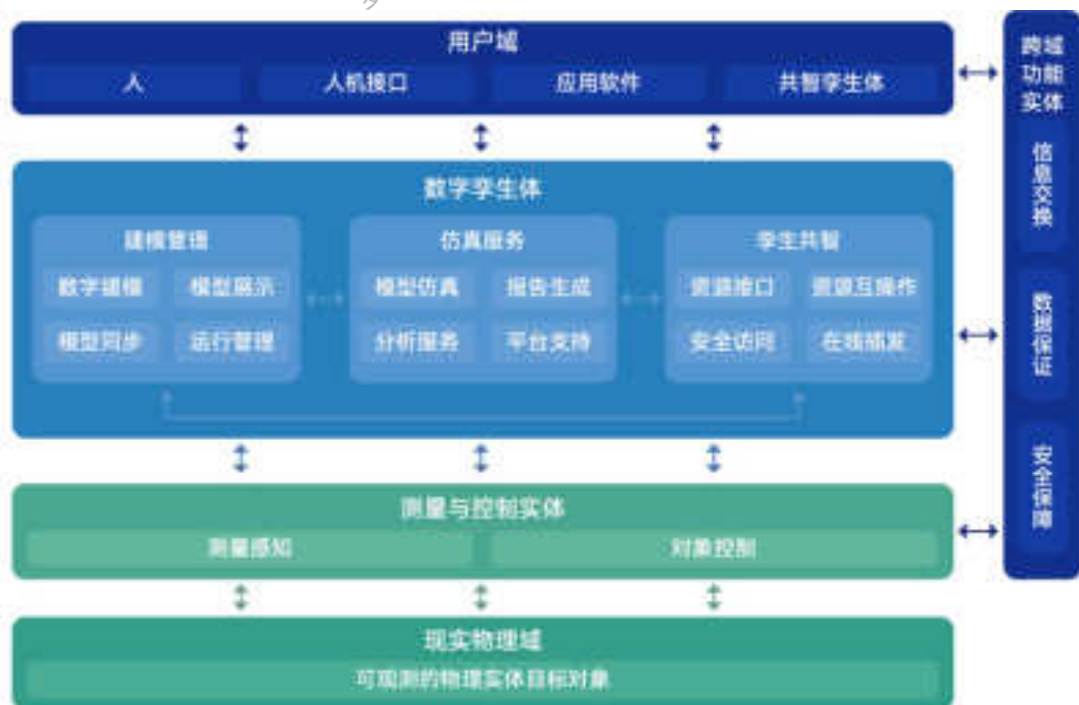 用户域
人 人机接口 应用软件 共智孪生体
数字孪生体
建模管理 仿真服务 孪生共智
数字建模 模型展示 模型仿真 报告生成 资源接口 资源互操作
模型同步 运行管理 分析服务 平台支持 安全访问 在线插发
测量与控制实体
测量感知 对象控制
现实物理域
可观测的物理实体目标对象
跨域
功能
实体
信息交换
数据保证
安全保障